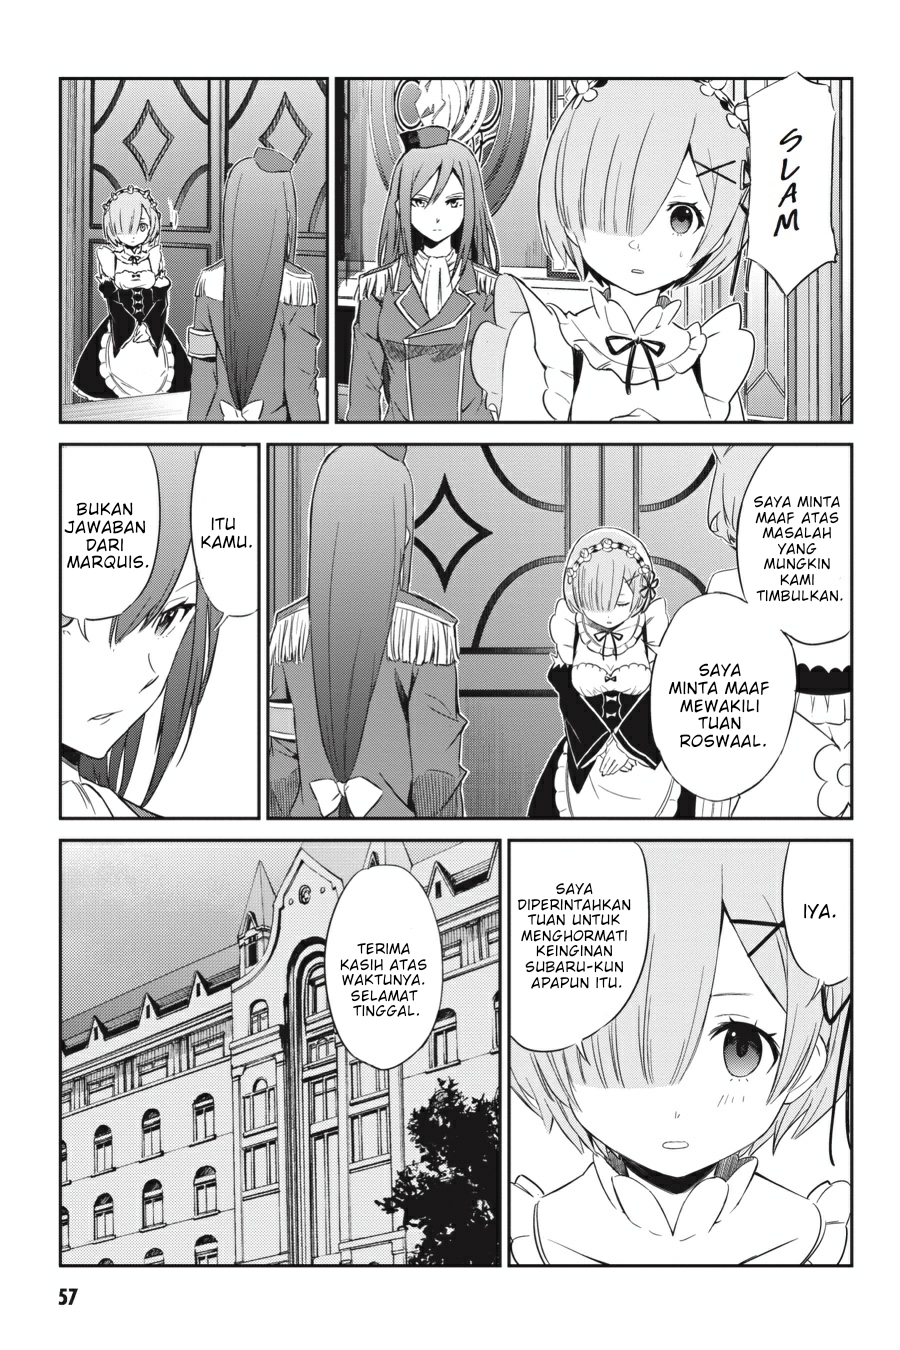 SLAM
SAYA MINTA
MAAF ATAS
MASALAH
YANG
MUNGKIN
KAMI
TIMBULKAN.
SAYA
MINTA MAAF
MEWAKILI
TUAN
ROSWAAL.
ITU
KAMU.
BUKAN
JAWABAN
DARI
MARQUIS.
IYA.
SAYA
DIPERINTAHKAN
TUAN UNTUK
MENGHORMATI
KEINGINAN
SUBARU-KUN
APAPUN ITU.
TERIMA
KASIH ATAS
WAKTUNYA.
SELAMAT
TINGGAL.
57